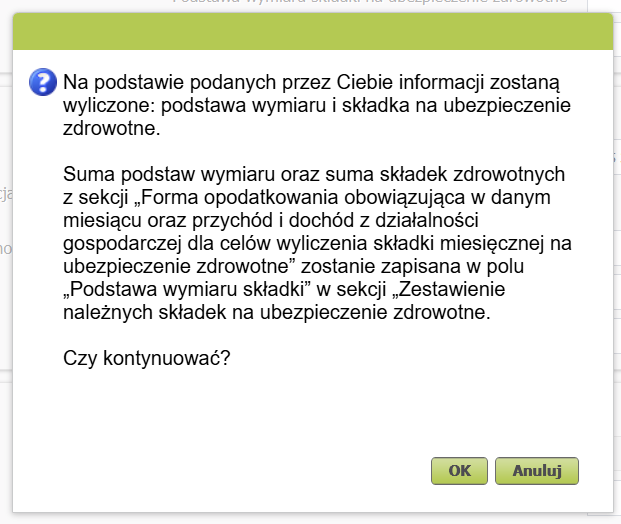 Podstawa wymiaru składki na ubezpieczenie zdrowotne
Na podstawie podanych przez Ciebie informacji zostaną
wyliczone: podstawa wymiaru i składka na ubezpieczenie
zdrowotne.
Suma podstaw wymiaru oraz suma składek zdrowotnych
z sekcji „Forma opodatkowania obowiązująca w danym
miesiącu oraz przychód i dochód z działalności
gospodarczej dla celów wyliczenia składki miesięcznej na
ubezpieczenie zdrowotne” zostanie zapisana w polu
„Podstawa wymiaru składki” w sekcji „Zestawienie
należnych składek na ubezpieczenie zdrowotne.
Czy kontynuować?
OK Anuluj